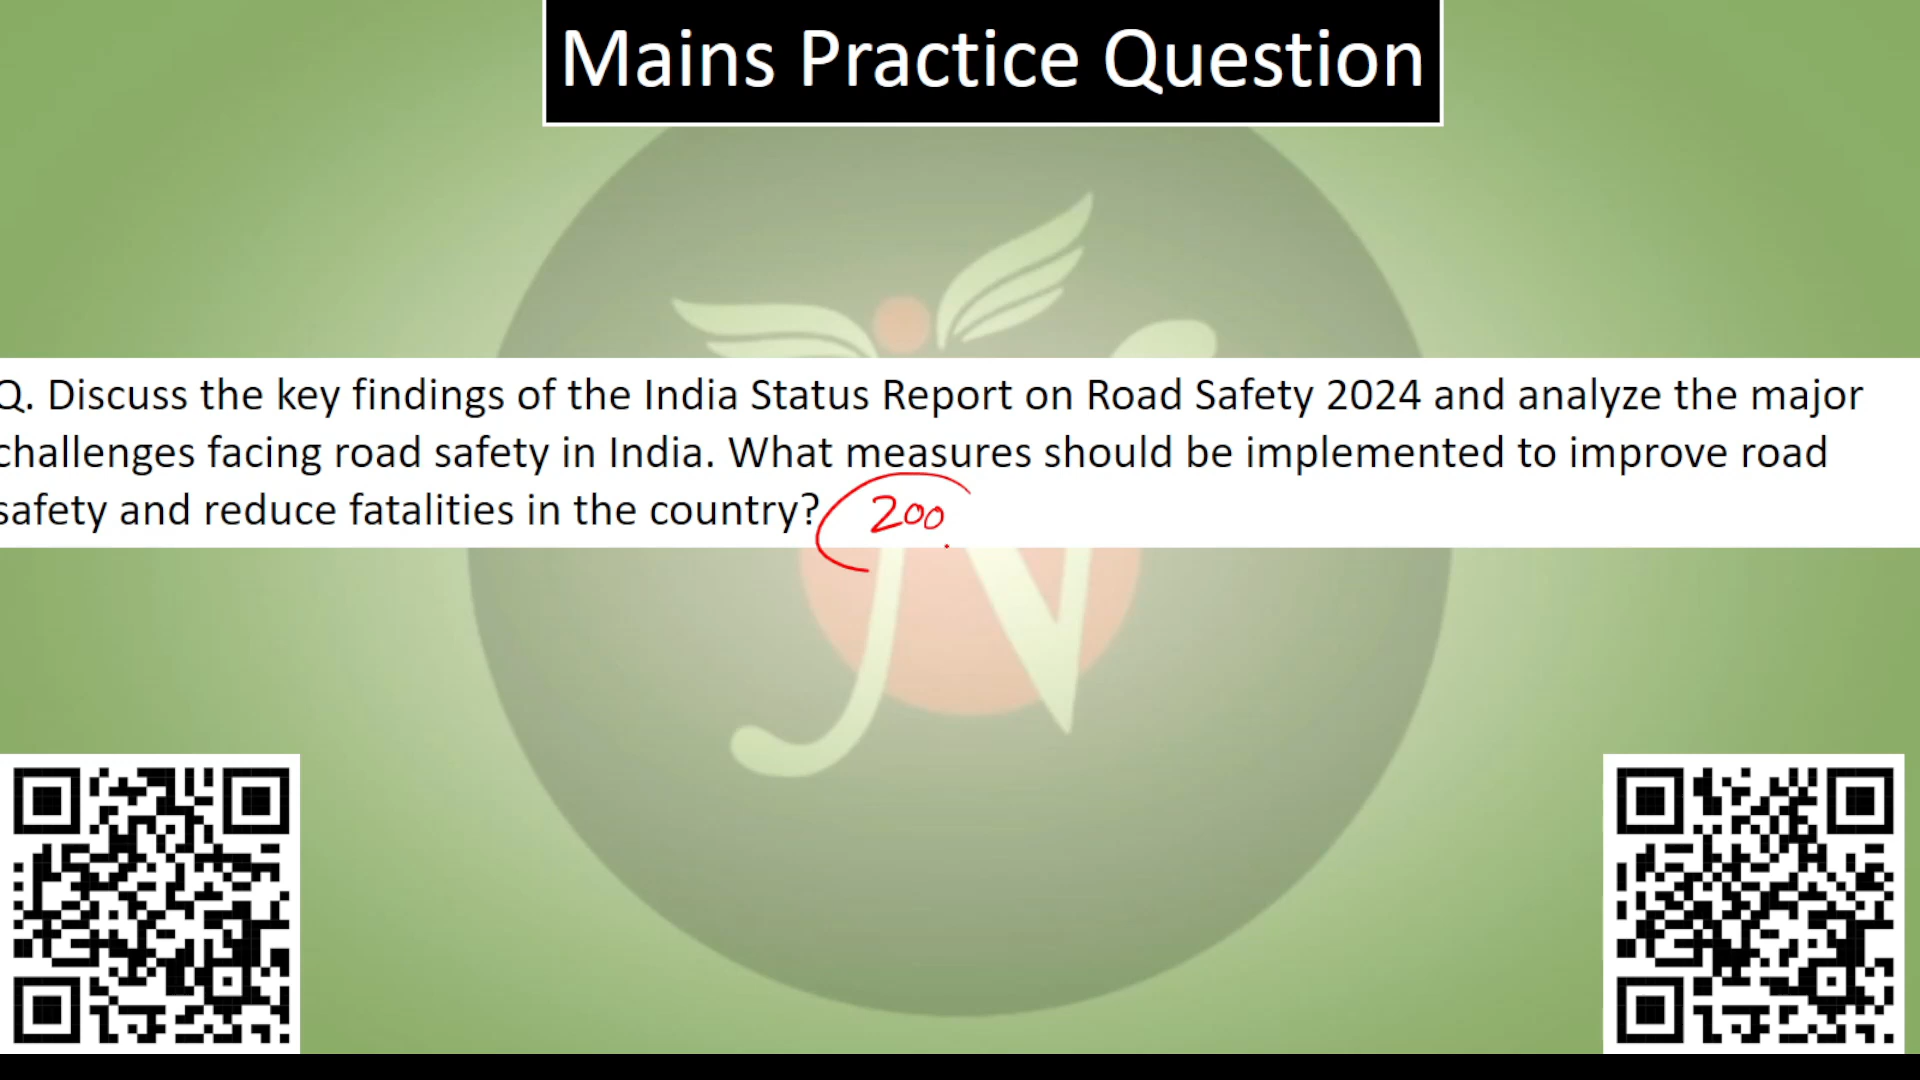 Mains Practice Question
Q. Discuss the key findings of the India Status Report on Road Safety 2024 and analyze the major
challenges facing road safety in India. What measures should be implemented to improve road
safety and reduce fatalities in the country?
200